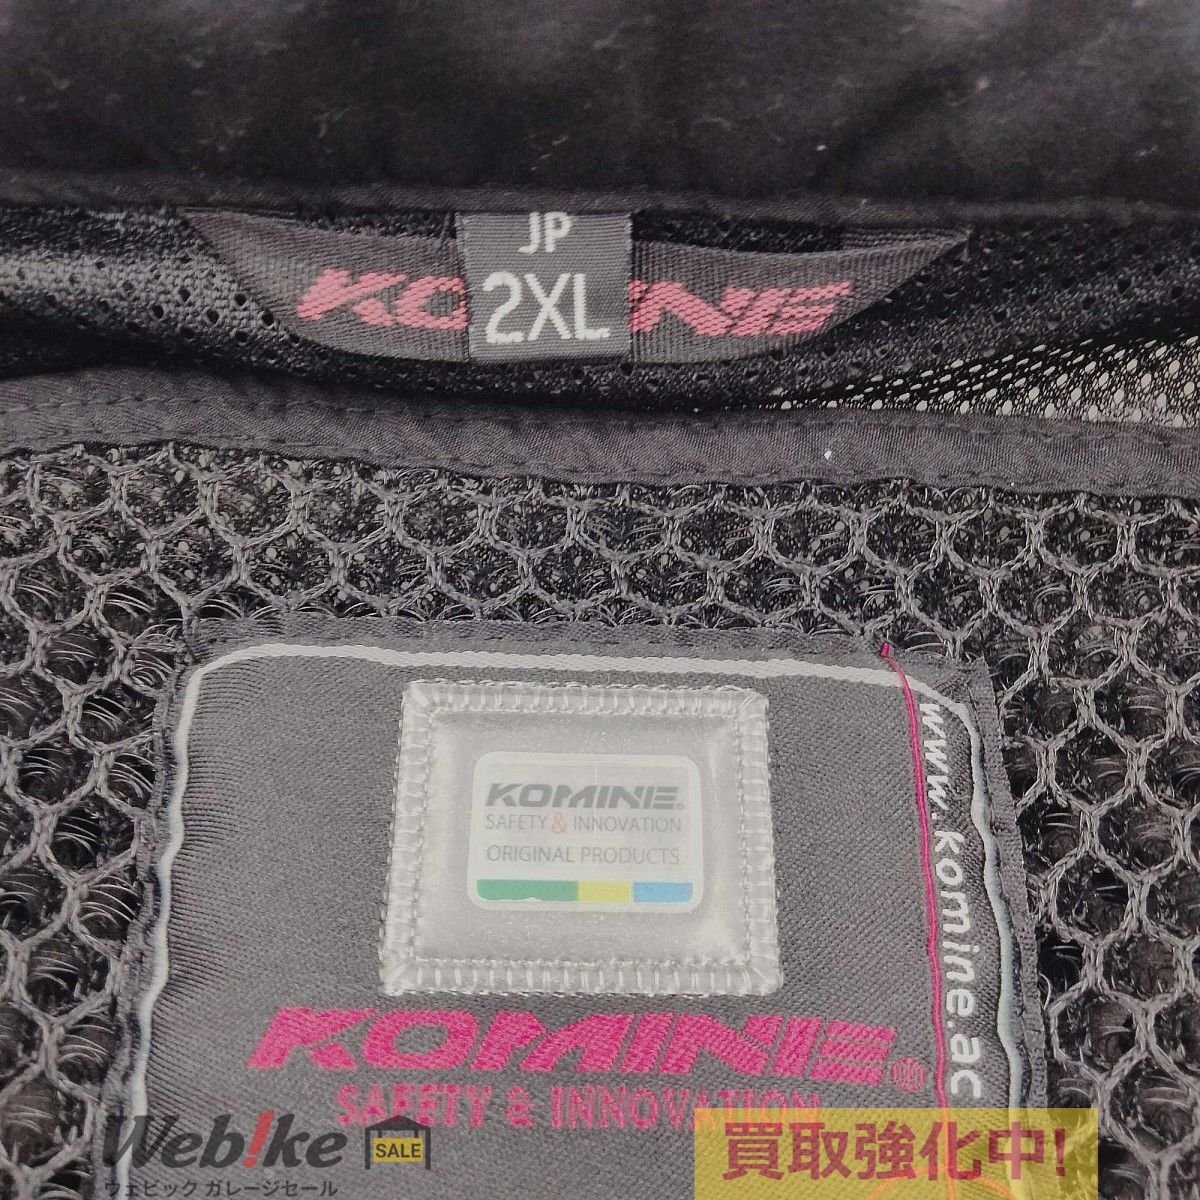 JP
2XL
KOMINE
KOMINE®
SAFETY & INNOVATION
ORIGINAL PRODUCTS
www.komine.ac
KOMINE®
SAFETY & INNOVATION
Web!ke SALE
ウェビック ガレージセール
買取強化中!